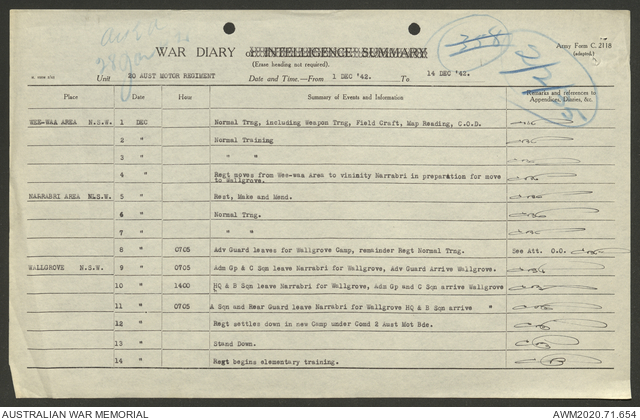 358
2/2
Army Form C. 2118
(adapted.)
WAR DIARY or INTELLIGENCE SUMMARY
(Erase heading not required).
Unit 20 AUST MOTOR REGIMENT Date and Time.—From 1 DEC '42. To 14 DEC '42.
Place Date Hour Summary of Events and Information Remarks and references to
Appendices, Diaries, &c.
WEE-WAA AREA N.S.W. 1 DEC Normal Trng, including Weapon Trng, Field Craft, Map Reading, C.O.D.
2 " Normal Training
3 " " "
4 " Regt moves from Wee-waa Area to vininity Narrabri in preparation for move
to Wallgrove.
NARRABRI AREA N.S.W. 5 " Rest, Make and Mend.
6 " Normal Trng.
7 " " "
8 " 0705 Adv Guard leaves for Wallgrove Camp, remainder Regt Normal Trng. See Att. O.O.
WALLGROVE N.S.W. 9 " 0705 Adm Gp & C Sqn leave Narrabri for Wallgrove, Adv Guard Arrive Wallgrove.
10 " 1400 HQ & B Sqn leave Narrabri for Wallgrove, Adm Gp and C Sqn arrive Wallgrove
11 " 0705 A Sqn and Rear Guard leave Narrabri for Wallgrove HQ & B Sqn arrive "
12 " Regt settles down in new Camp under Comd 2 Aust Mot Bde.
13 " Stand Down.
14 " Regt begins elementary training.
AUSTRALIAN WAR MEMORIAL AWM2020.71.654